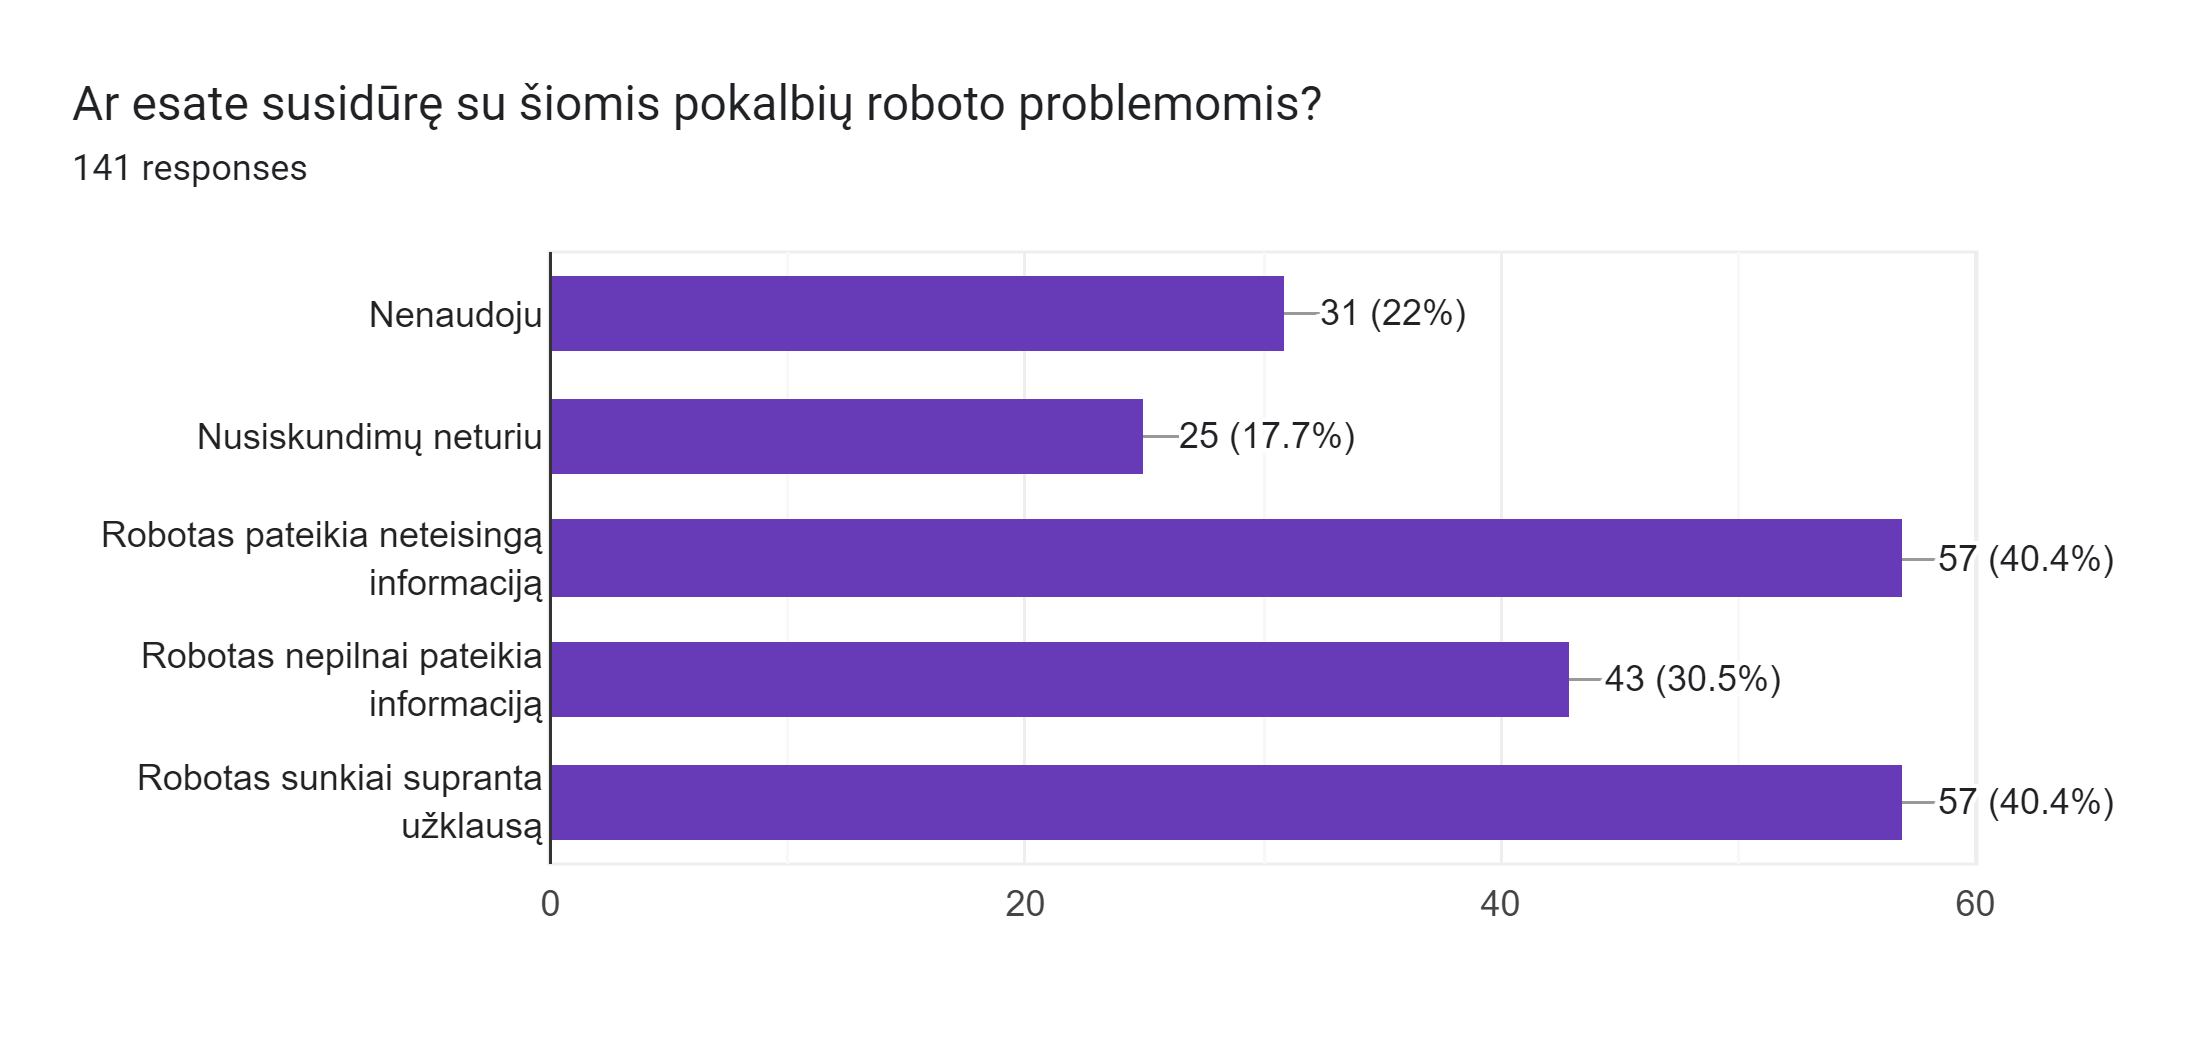 Ar esate susidūrę su šiomis pokalbių roboto problemomis?
141 responses
Nenaudoju
31 (22%)
Nusiskundimų neturiu
25 (17.7%)
Robotas pateikia neteisingą
informaciją
57 (40.4%)
Robotas nepilnai pateikia
informaciją
43 (30.5%)
Robotas sunkiai supranta
užklausą
57 (40.4%)
0 20 40 60